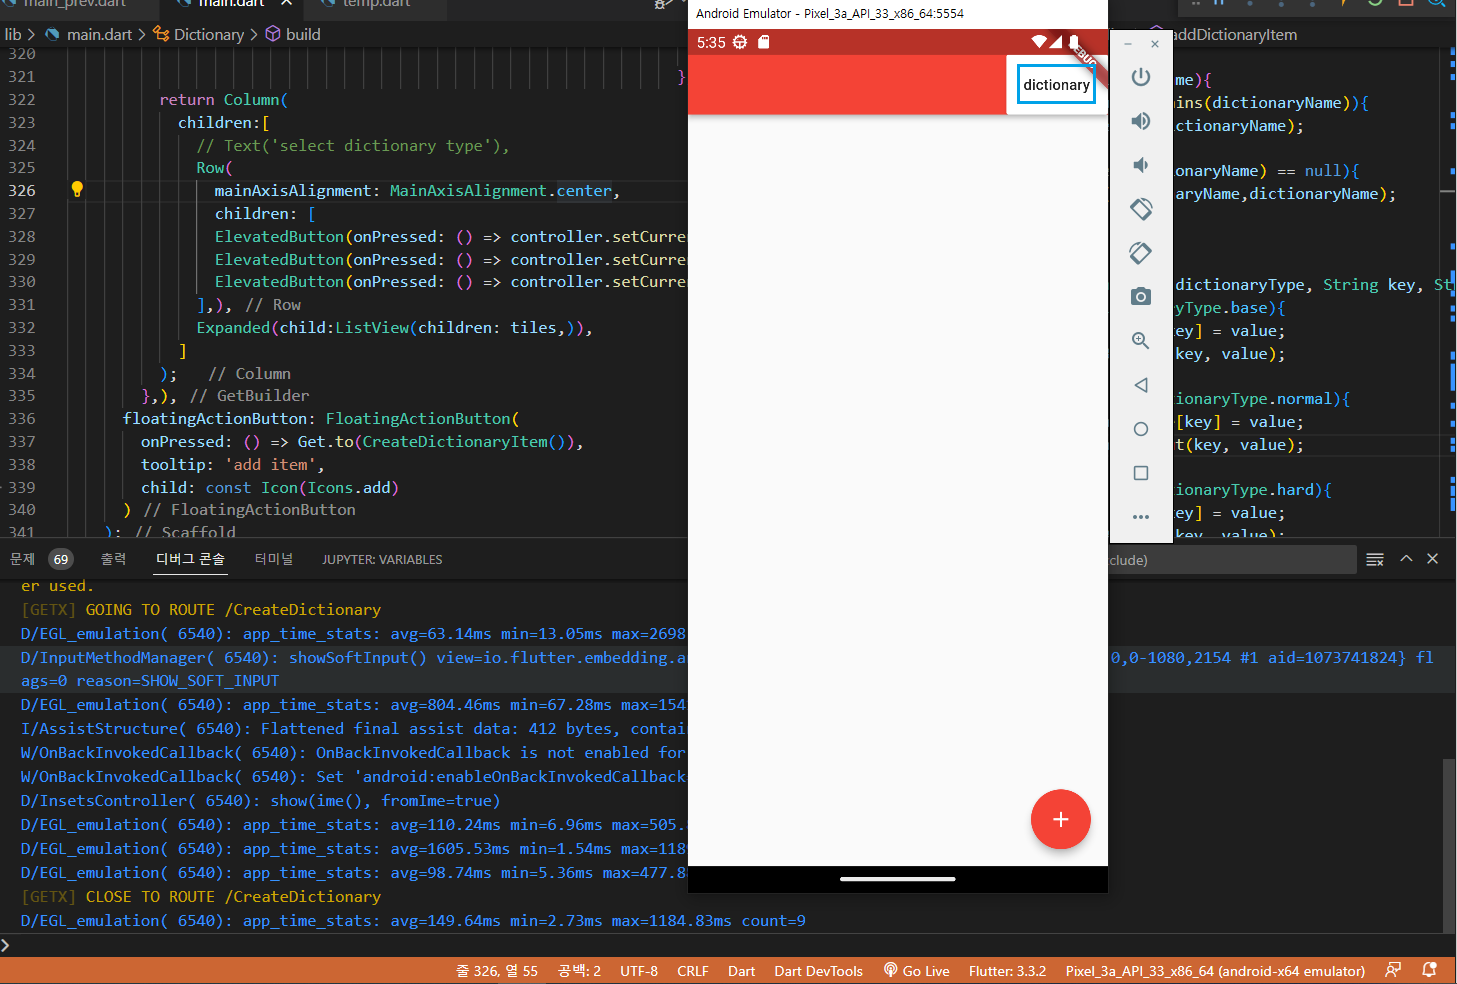 main_prev.dart
main.dart
temp.dart
Android Emulator - Pixel_3a_API_33_x86_64:5554
lib > main.dart > Dictionary > build
addDictionaryItem
5:35
DEBUG
dictionary
320
321 }
322 return Column(
323 children:[
324 // Text('select dictionary type'),
325 Row(
326 mainAxisAlignment: MainAxisAlignment.center,
327 children: [
328 ElevatedButton(onPressed: () => controller.setCurre
329 ElevatedButton(onPressed: () => controller.setCurre
330 ElevatedButton(onPressed: () => controller.setCurre
331 ],), // Row
332 Expanded(child:ListView(children: tiles,)),
333 ]
334 ); // Column
335 },), // GetBuilder
336 floatingActionButton: FloatingActionButton(
337 onPressed: () => Get.to(CreateDictionaryItem()),
338 tooltip: 'add item',
339 child: const Icon(Icons.add)
340 ) // FloatingActionButton
341 ); // Scaffold
me){
ins(dictionaryName)){
ctionaryName);
onaryName) == null){
aryName,dictionaryName);
dictionaryType, String key, St
yType.base){
key] = value;
key, value);
tionaryType.normal){
[key] = value;
t(key, value);
tionaryType.hard){
key] = value;
key, value);
문제 69 출력 디버그 콘솔 터미널 JUPYTER: VARIABLES
clude)
er used.
[GETX] GOING TO ROUTE /CreateDictionary
D/EGL_emulation( 6540): app_time_stats: avg=63.14ms min=13.05ms max=2698
D/InputMethodManager( 6540): showSoftInput() view=io.flutter.embedding.a 0,0-1080,2154 #1 aid=1073741824} fl
ags=0 reason=SHOW_SOFT_INPUT
D/EGL_emulation( 6540): app_time_stats: avg=804.46ms min=67.28ms max=154
I/AssistStructure( 6540): Flattened final assist data: 412 bytes, contai
W/OnBackInvokedCallback( 6540): OnBackInvokedCallback is not enabled for
W/OnBackInvokedCallback( 6540): Set 'android:enableOnBackInvokedCallback
D/InsetsController( 6540): show(ime(), fromIme=true)
D/EGL_emulation( 6540): app_time_stats: avg=110.24ms min=6.96ms max=505.
D/EGL_emulation( 6540): app_time_stats: avg=1605.53ms min=1.54ms max=118
D/EGL_emulation( 6540): app_time_stats: avg=98.74ms min=5.36ms max=477.8
[GETX] CLOSE TO ROUTE /CreateDictionary
D/EGL_emulation( 6540): app_time_stats: avg=149.64ms min=2.73ms max=1184.83ms count=9
줄 326, 열 55 공백: 2 UTF-8 CRLF Dart Dart DevTools Go Live Flutter: 3.3.2 Pixel_3a_API_33_x86_64 (android-x64 emulator)